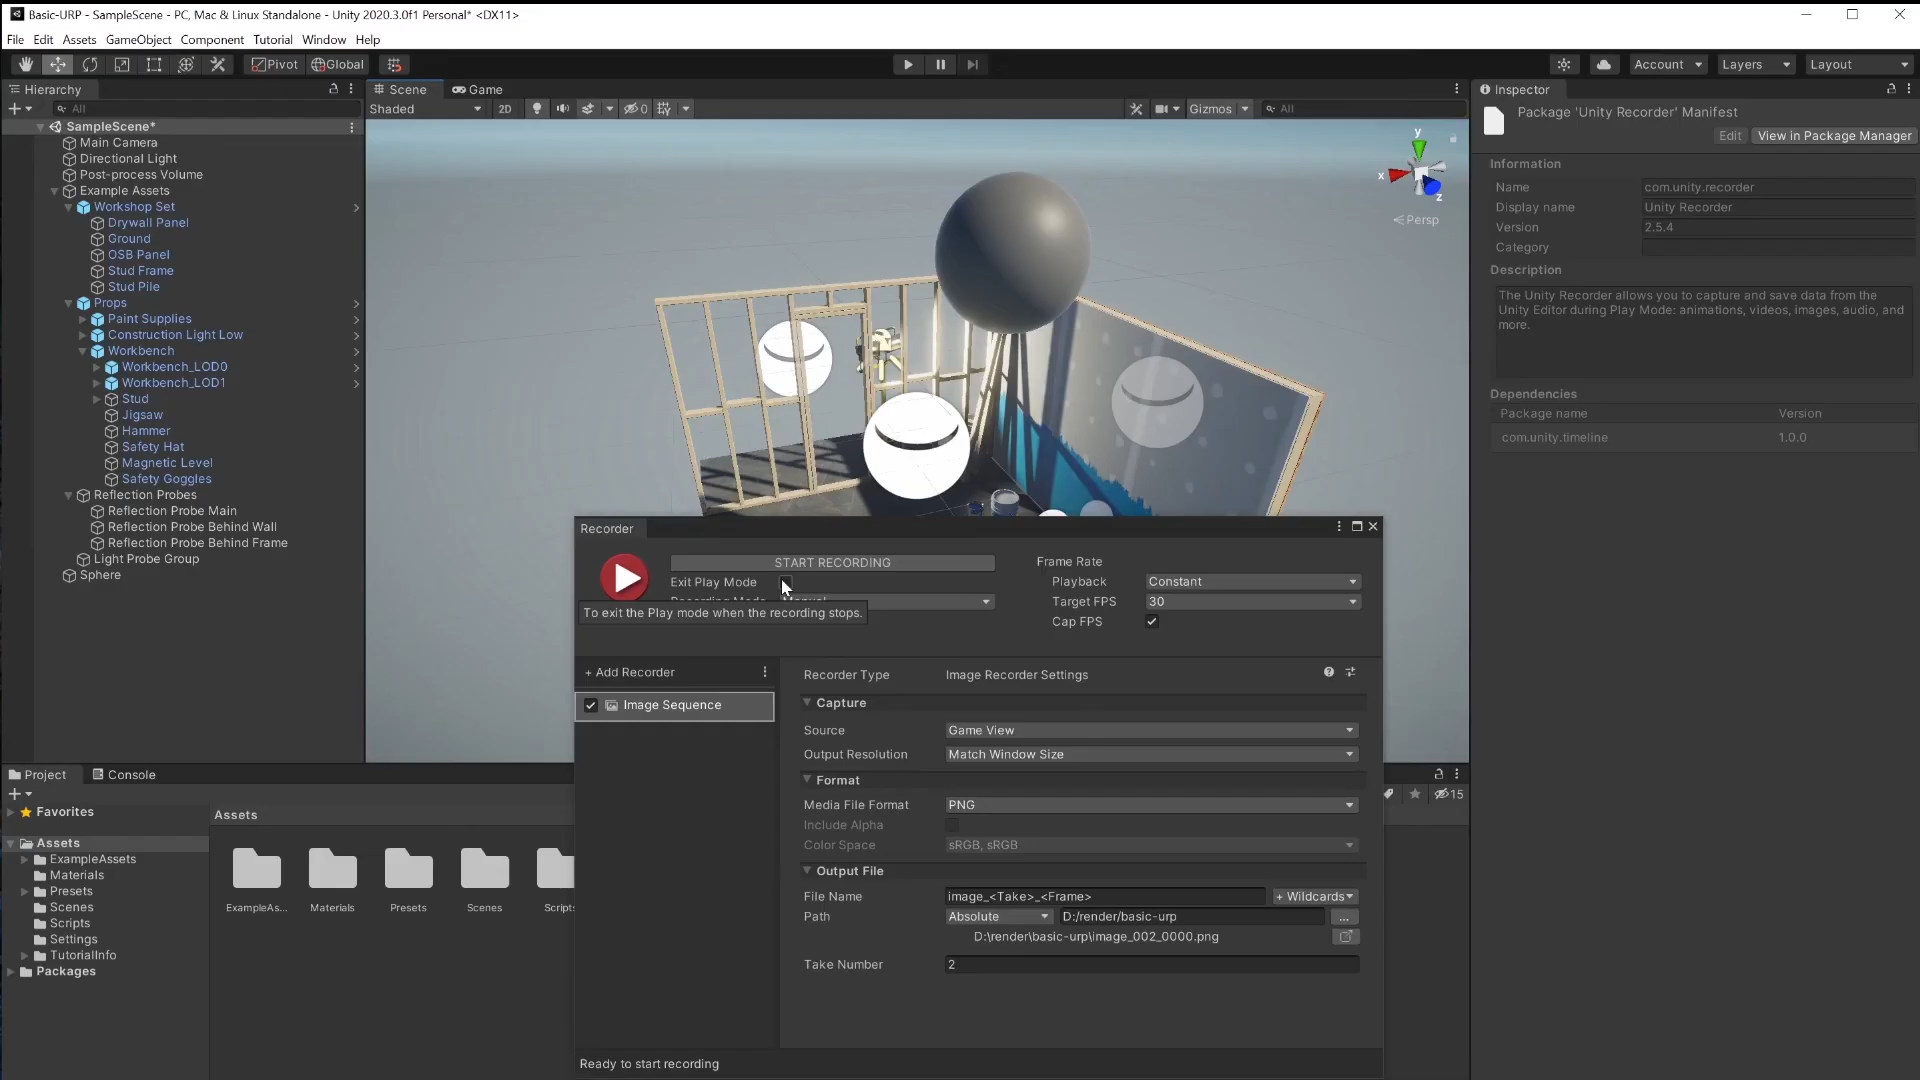 Basic-URP - SampleScene - PC, Mac & Linux Standalone - Unity 2020.3.0f1 Personal* <DX11>
File Edit Assets GameObject Component Tutorial Window Help
Pivot Global Account Layers Layout
Hierarchy
All
SampleScene*
Main Camera
Directional Light
Post-process Volume
Example Assets
Workshop Set
Drywall Panel
Ground
OSB Panel
Stud Frame
Stud Pile
Props
Paint Supplies
Construction Light Low
Workbench
Workbench_LOD0
Workbench_LOD1
Stud
Jigsaw
Hammer
Safety Hat
Magnetic Level
Safety Goggles
Reflection Probes
Reflection Probe Main
Reflection Probe Behind Wall
Reflection Probe Behind Frame
Light Probe Group
Sphere
Scene Game
Shaded 2D 0 Gizmos All
y
x
z
Persp
Inspector
Package 'Unity Recorder' Manifest
Edit View in Package Manager
Information
Name com.unity.recorder
Display name Unity Recorder
Version 2.5.4
Category
Description
The Unity Recorder allows you to capture and save data from the
Unity Editor during Play Mode: animations, videos, images, audio, and
more.
Dependencies
Package name Version
com.unity.timeline 1.0.0
Recorder
START RECORDING
Exit Play Mode
Recording Mode Manual
To exit the Play mode when the recording stops.
Frame Rate
Playback Constant
Target FPS 30
Cap FPS
+ Add Recorder
Image Sequence
Recorder Type Image Recorder Settings
Capture
Source Game View
Output Resolution Match Window Size
Format
Media File Format PNG
Include Alpha
Color Space sRGB, sRGB
Output File
File Name image_<Take>_<Frame> + Wildcards
Path Absolute D:/render/basic-urp ...
D:\render\basic-urp\image_002_0000.png
Take Number 2
Ready to start recording
Project Console
15
Favorites
Assets
ExampleAssets
Materials
Presets
Scenes
Scripts
Settings
TutorialInfo
Packages
Assets
ExampleAs... Materials Presets Scenes Scripts